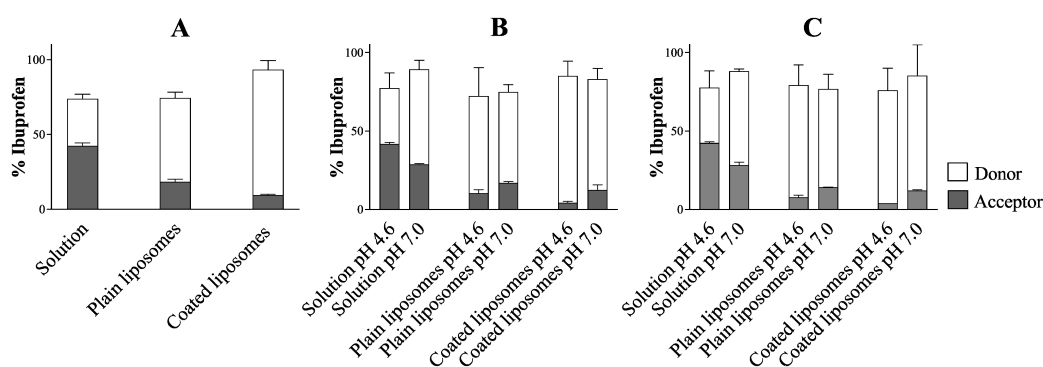 A
% Ibuprofen
100
50
0
Solution
Plain liposomes
Coated liposomes
B
% Ibuprofen
100
50
0
Solution pH 4.6
Solution pH 7.0
Plain liposomes pH 4.6
Plain liposomes pH 7.0
Coated liposomes pH 4.6
Coated liposomes pH 7.0
C
% Ibuprofen
100
50
0
Solution pH 4.6
Solution pH 7.0
Plain liposomes pH 4.6
Plain liposomes pH 7.0
Coated liposomes pH 4.6
Coated liposomes pH 7.0
Donor
Acceptor